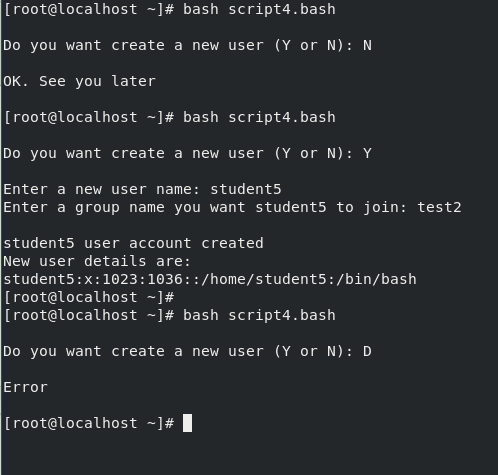 [root@localhost ~]# bash script4.bash
Do you want create a new user (Y or N): N
OK. See you later
[root@localhost ~]# bash script4.bash
Do you want create a new user (Y or N): Y
Enter a new user name: student5
Enter a group name you want student5 to join: test2
student5 user account created
New user details are:
student5:x:1023:1036::/home/student5:/bin/bash
[root@localhost ~]#
[root@localhost ~]# bash script4.bash
Do you want create a new user (Y or N): D
Error
[root@localhost ~]#